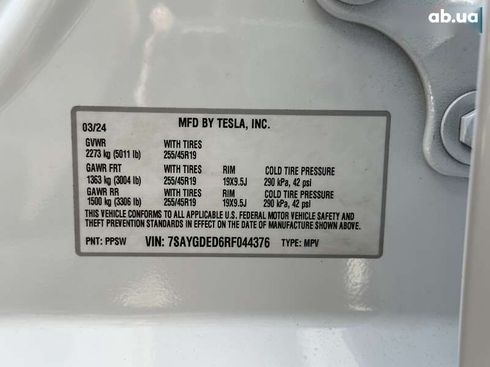 ab.ua
MFD BY TESLA, INC.
03/24
GVWR WITH TIRES
2273 kg (5011 lb) 255/45R19
GAWR FRT WITH TIRES RIM COLD TIRE PRESSURE
1363 kg (3004 lb) 255/45R19 19X9.5J 290 kPa, 42 psi
GAWR RR WITH TIRES RIM COLD TIRE PRESSURE
1500 kg (3306 lb) 255/45R19 19X9.5J 290 kPa, 42 psi
THIS VEHICLE CONFORMS TO ALL APPLICABLE U.S. FEDERAL MOTOR VEHICLE SAFETY AND
THEFT PREVENTION STANDARDS IN EFFECT ON THE DATE OF MANUFACTURE SHOWN ABOVE.
PNT: PPSW VIN: 7SAYGDED6RF044376 TYPE: MPV